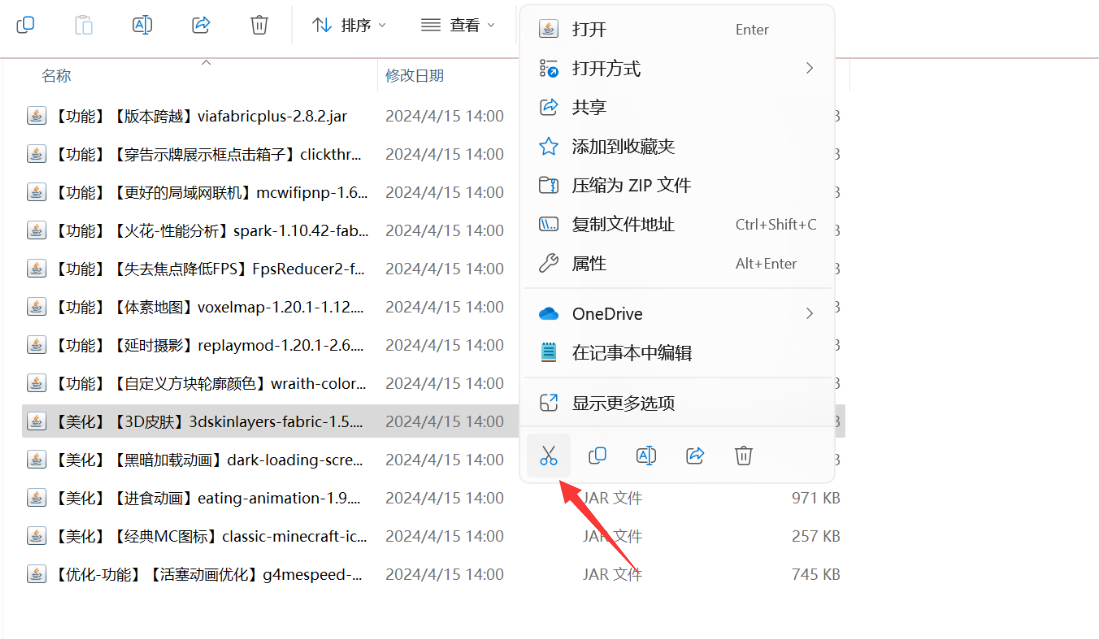 排序 查看
打开 Enter
打开方式
共享
添加到收藏夹
压缩为 ZIP 文件
复制文件地址 Ctrl+Shift+C
属性 Alt+Enter
OneDrive
在记事本中编辑
显示更多选项
名称 修改日期
【功能】【版本跨越】viafabricplus-2.8.2.jar 2024/4/15 14:00
【功能】【穿告示牌展示框点击箱子】clickthr... 2024/4/15 14:00
【功能】【更好的局域网联机】mcwifipnp-1.6... 2024/4/15 14:00
【功能】【火花-性能分析】spark-1.10.42-fab... 2024/4/15 14:00
【功能】【失去焦点降低FPS】FpsReducer2-f... 2024/4/15 14:00
【功能】【体素地图】voxelmap-1.20.1-1.12.... 2024/4/15 14:00
【功能】【延时摄影】replaymod-1.20.1-2.6.... 2024/4/15 14:00
【功能】【自定义方块轮廓颜色】wraith-color... 2024/4/15 14:00
【美化】【3D皮肤】3dskinlayers-fabric-1.5.... 2024/4/15 14:00
【美化】【黑暗加载动画】dark-loading-scre... 2024/4/15 14:00
【美化】【进食动画】eating-animation-1.9.... 2024/4/15 14:00 JAR 文件 971 KB
【美化】【经典MC图标】classic-minecraft-ic... 2024/4/15 14:00 JAR 文件 257 KB
【优化-功能】【活塞动画优化】g4mespeed-... 2024/4/15 14:00 JAR 文件 745 KB